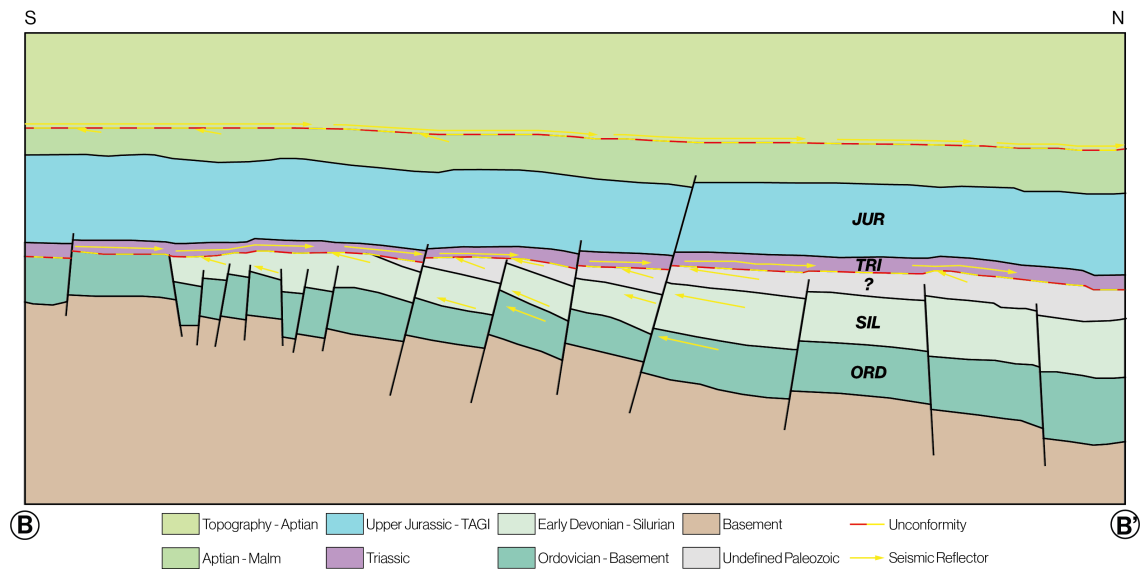 S N
JUR
TRI
?
SIL
ORD
B B'
Topography - Aptian Upper Jurassic - TAGI Early Devonian - Silurian Basement Unconformity
Aptian - Malm Triassic Ordovician - Basement Undefined Paleozoic Seismic Reflector